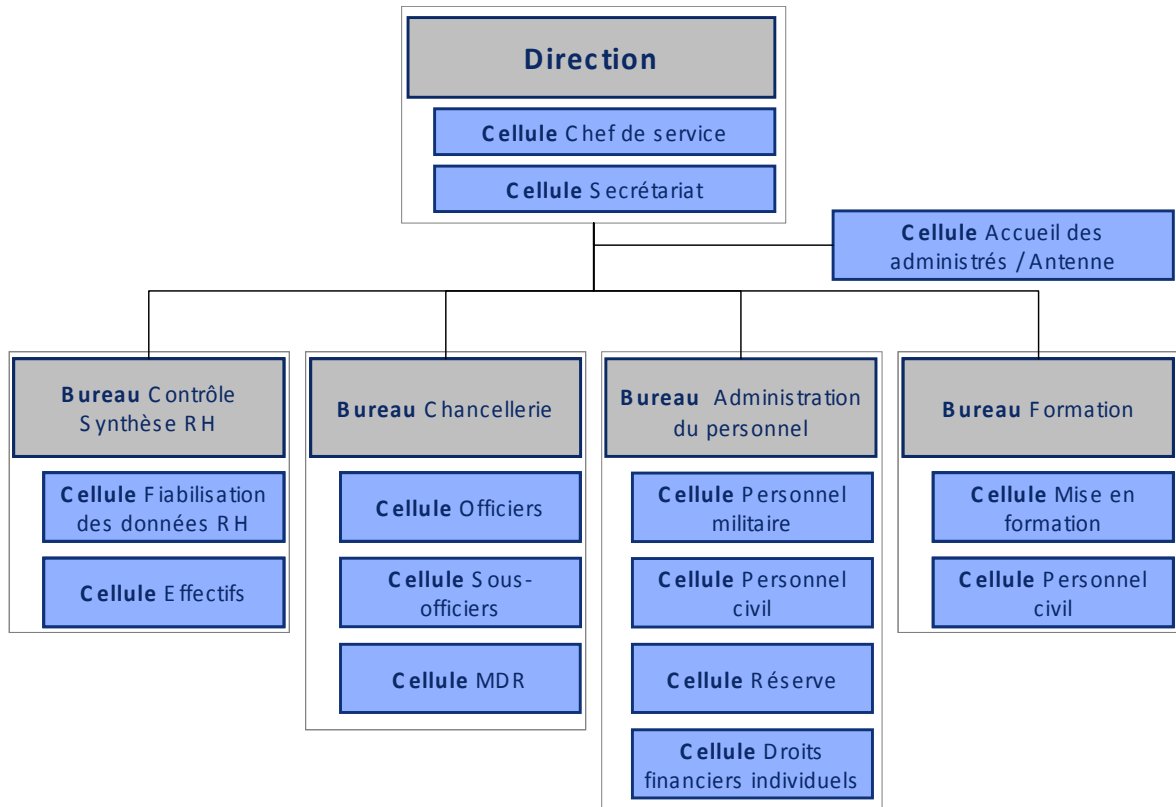 Direction
Cellule Chef de service
Cellule Secrétariat
Cellule Accueil des
administrés / Antenne
Bureau Contrôle
Synthèse RH
Cellule Fiabilisation
des données RH
Cellule Effectifs
Bureau Chancellerie
Cellule Officiers
Cellule Sous-
officiers
Cellule MDR
Bureau Administration
du personnel
Cellule Personnel
militaire
Cellule Personnel
civil
Cellule Réserve
Cellule Droits
financiers individuels
Bureau Formation
Cellule Mise en
formation
Cellule Personnel
civil